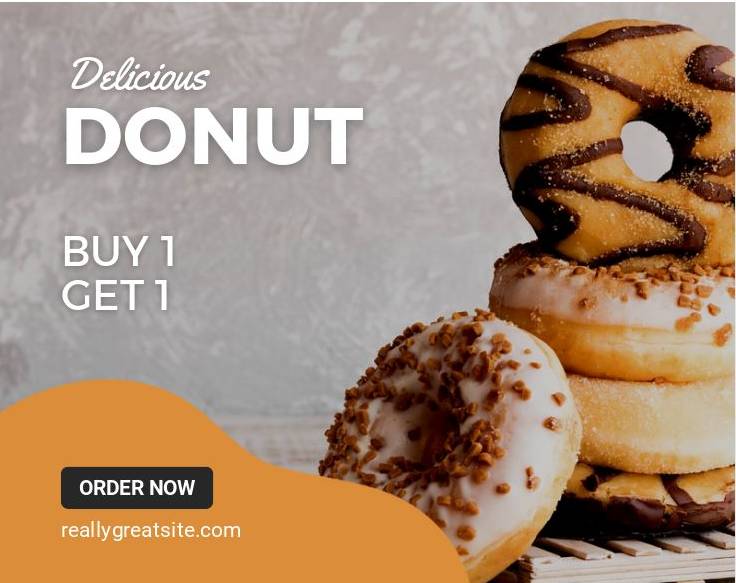 Delicious
DONUT
BUY 1
GET 1
ORDER NOW
reallygreatsite.com